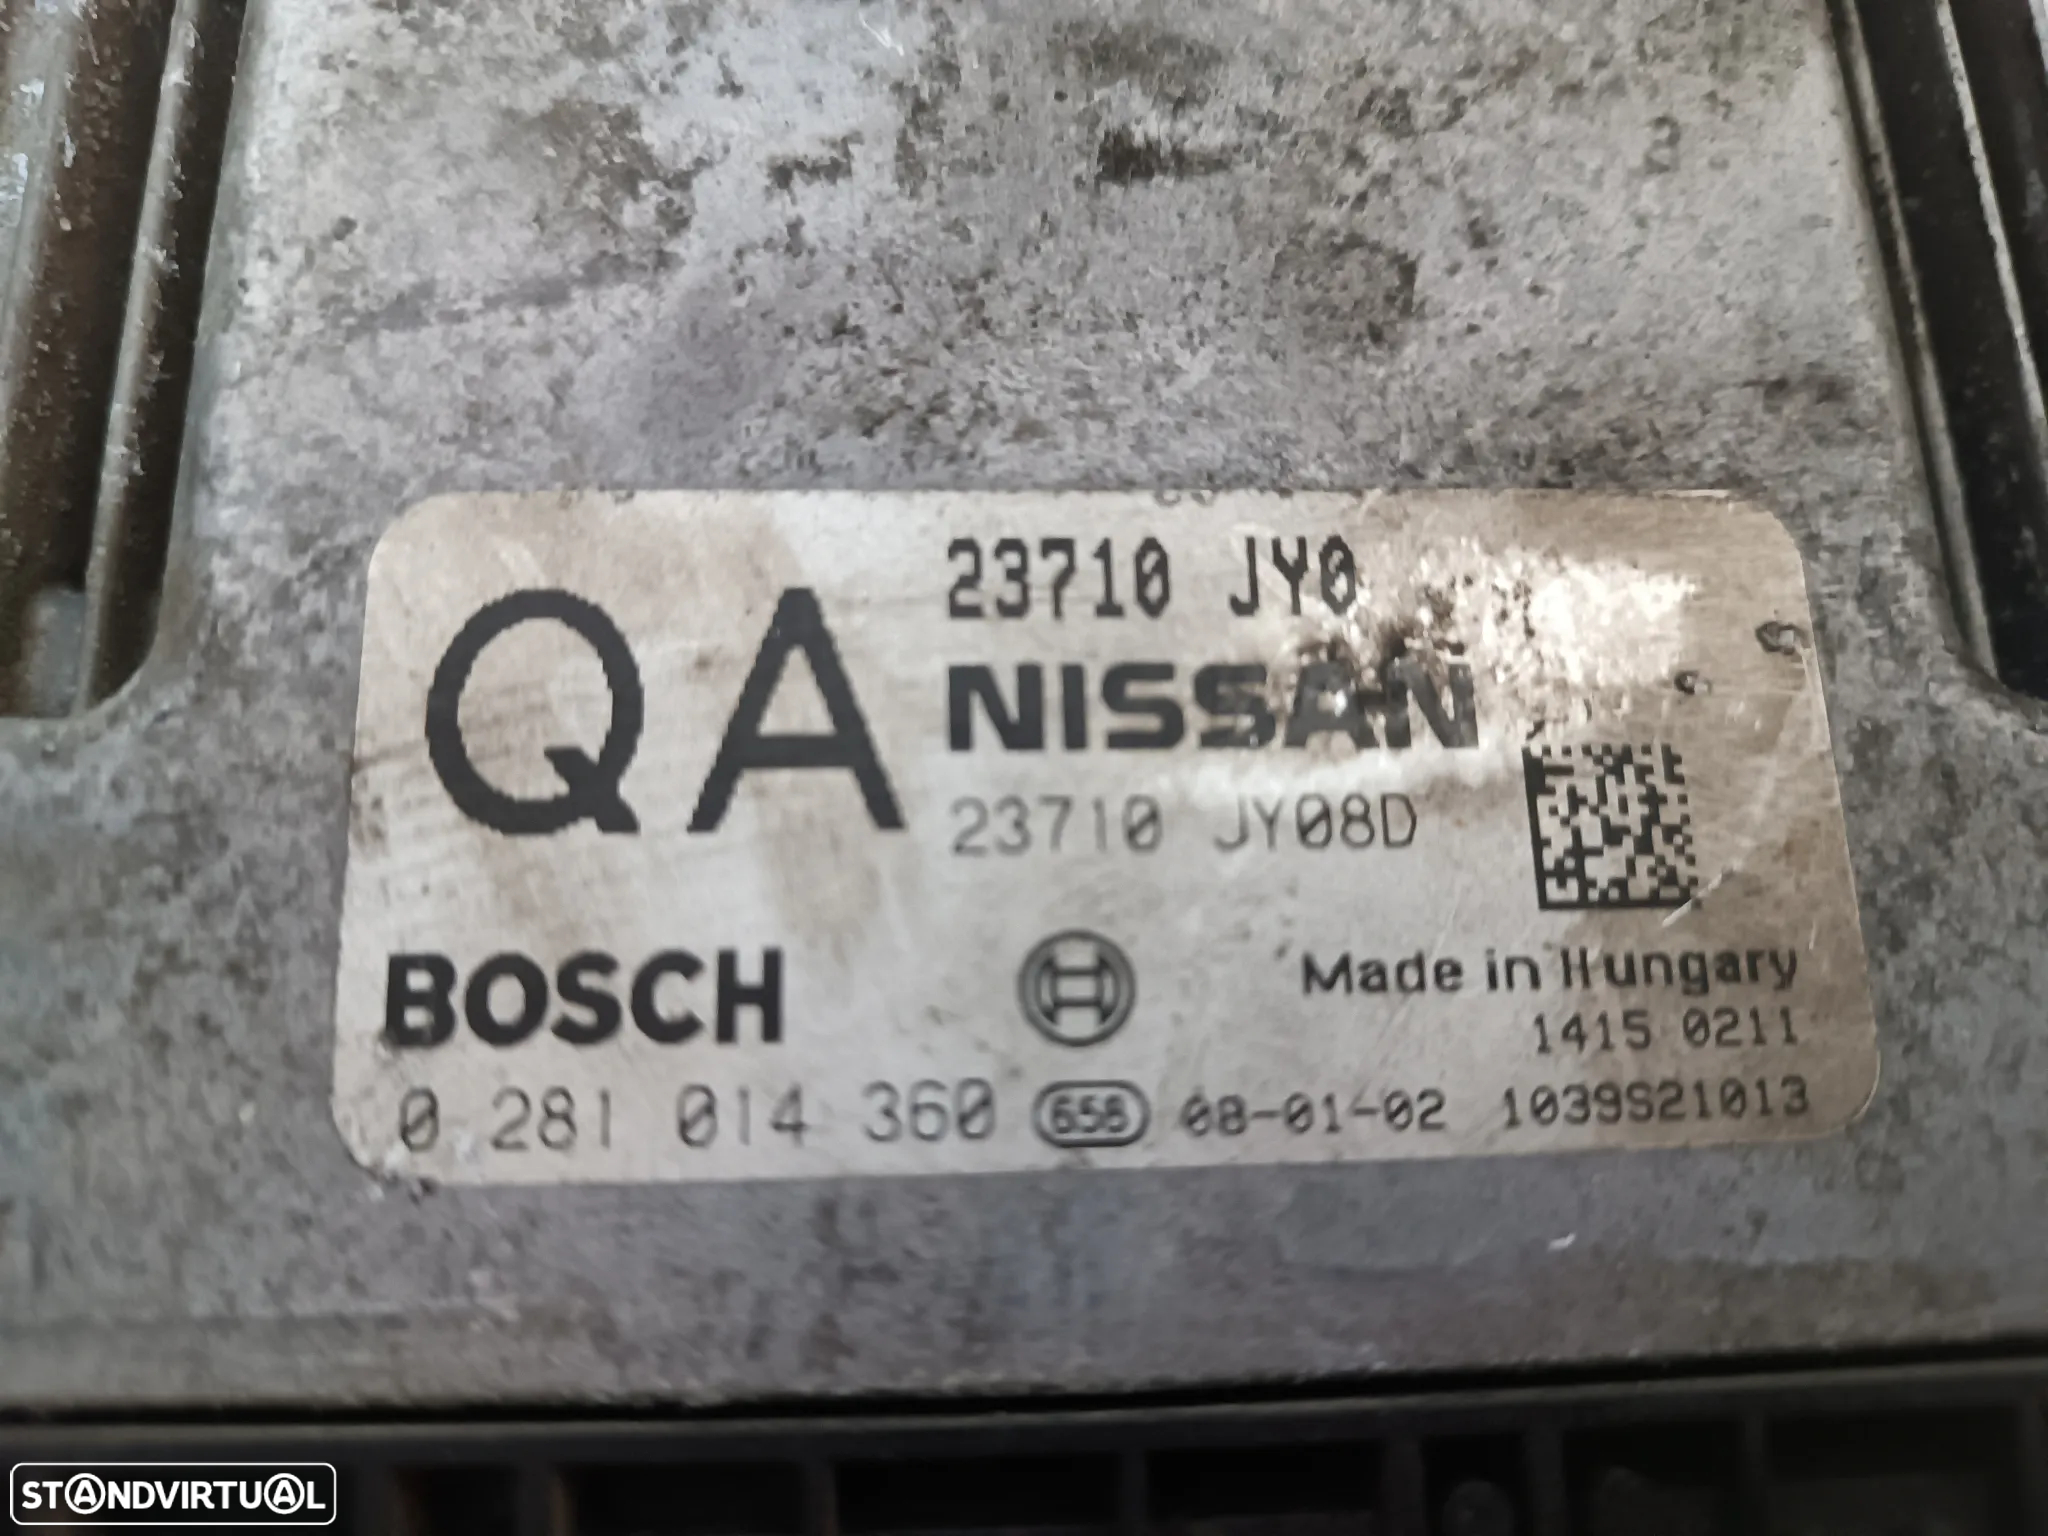 23710 JY0
QA
NISSAN
23710 JY08D
BOSCH
Made in Hungary
1415 0211
0 281 014 360 658 08-01-02 1039S21013
STANDVIRTUAL